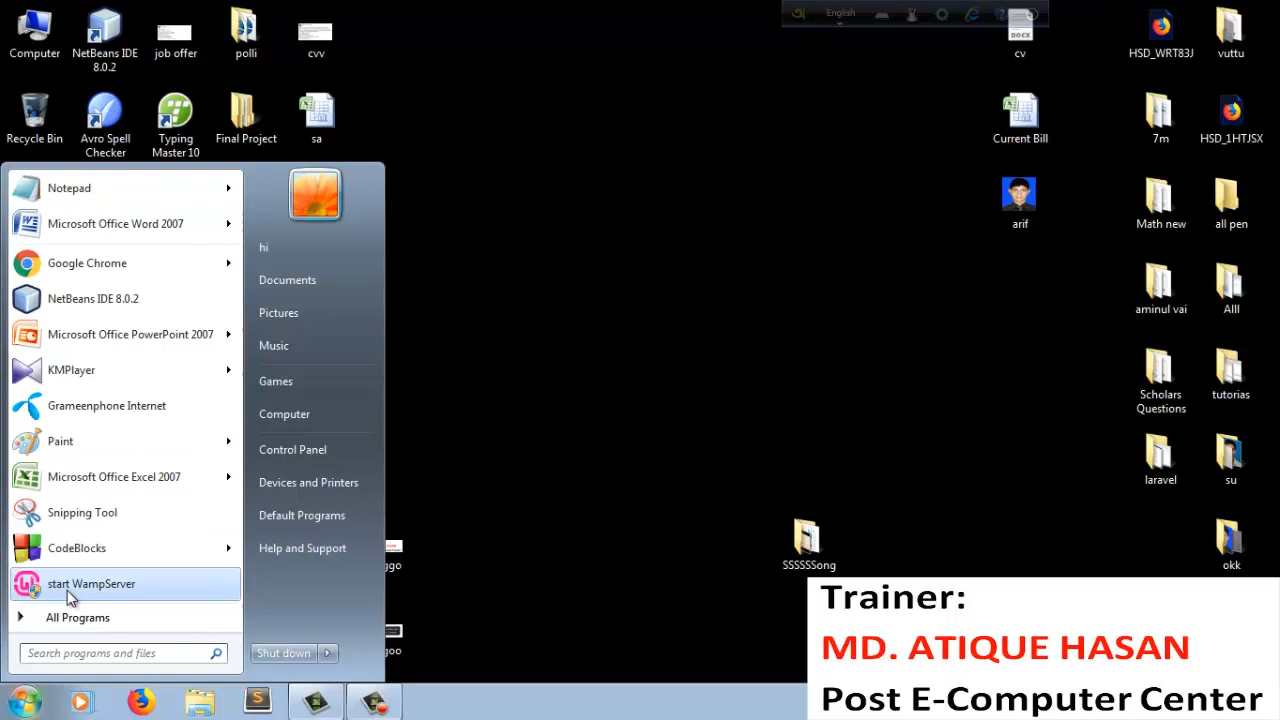 Computer
NetBeans IDE
8.0.2
job offer
polli
cvv
English
DOCX
cv
HSD_WRT83J
vuttu
Recycle Bin
Avro Spell
Checker
Typing
Master 10
Final Project
sa
Current Bill
7m
HSD_1HTJSX
arif
Math new
all pen
aminul vai
Alll
Scholars
Questions
tutorias
laravel
su
SSSSSSong
okk
ggo
goo
Notepad
Microsoft Office Word 2007
Google Chrome
NetBeans IDE 8.0.2
Microsoft Office PowerPoint 2007
KMPlayer
Grameenphone Internet
Paint
Microsoft Office Excel 2007
Snipping Tool
CodeBlocks
start WampServer
All Programs
Search programs and files
hi
Documents
Pictures
Music
Games
Computer
Control Panel
Devices and Printers
Default Programs
Help and Support
Shut down
Trainer:
MD. ATIQUE HASAN
Post E-Computer Center